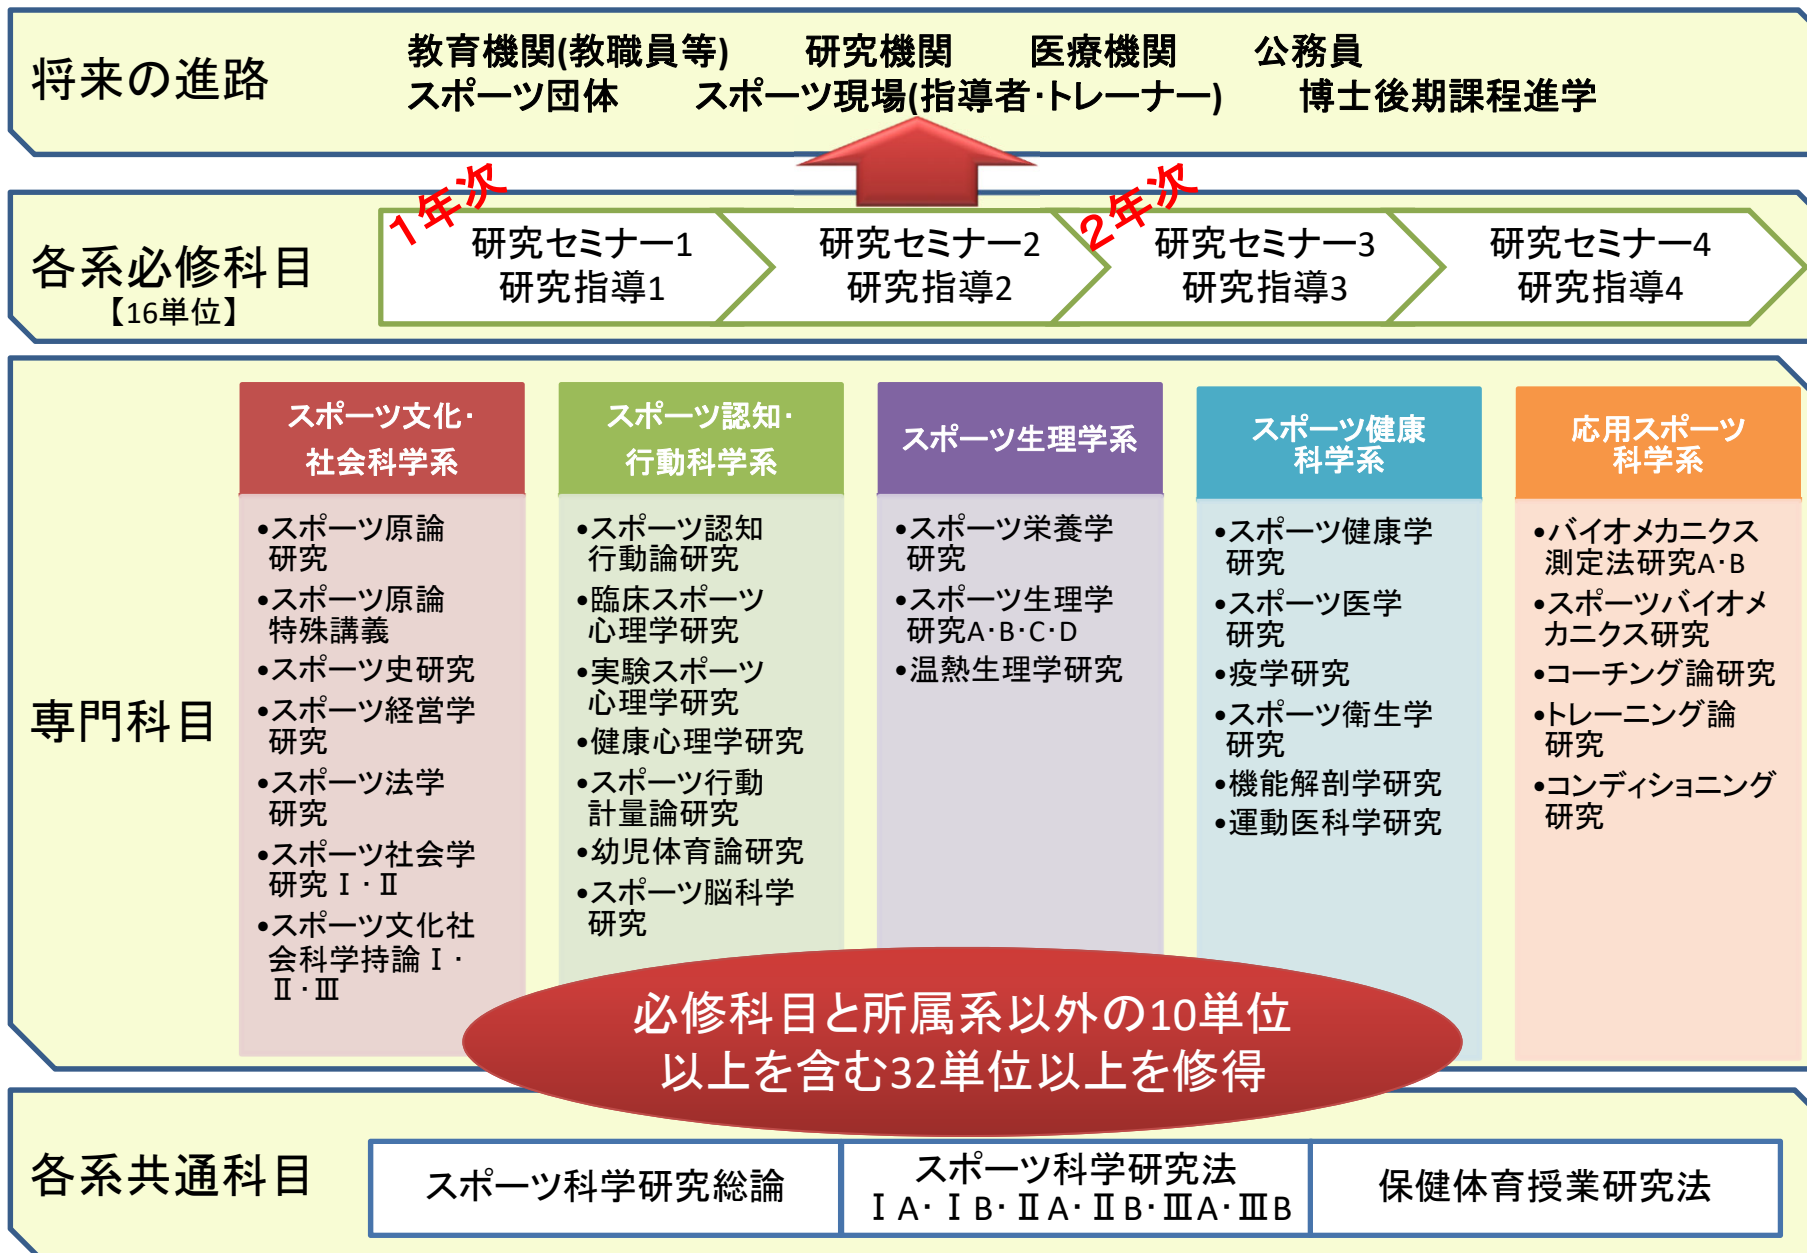 将来の進路
教育機関(教職員等) 研究機関 医療機関 公務員
スポーツ団体 スポーツ現場(指導者・トレーナー) 博士後期課程進学
各系必修科目
【16単位】
1年次
研究セミナー1
研究指導1
研究セミナー2
研究指導2
2年次
研究セミナー3
研究指導3
研究セミナー4
研究指導4
専門科目
スポーツ文化・
社会科学系
•スポーツ原論
研究
•スポーツ原論
特殊講義
•スポーツ史研究
•スポーツ経営学
研究
•スポーツ法学
研究
•スポーツ社会学
研究Ⅰ・Ⅱ
•スポーツ文化社
会科学持論Ⅰ・
Ⅱ・Ⅲ
スポーツ認知・
行動科学系
•スポーツ認知
行動論研究
•臨床スポーツ
心理学研究
•実験スポーツ
心理学研究
•健康心理学研究
•スポーツ行動
計量論研究
•幼児体育論研究
•スポーツ脳科学
研究
スポーツ生理学系
•スポーツ栄養学
研究
•スポーツ生理学
研究A・B・C・D
•温熱生理学研究
スポーツ健康
科学系
•スポーツ健康学
研究
•スポーツ医学
研究
•疫学研究
•スポーツ衛生学
研究
•機能解剖学研究
•運動医科学研究
応用スポーツ
科学系
•バイオメカニクス
測定法研究A・B
•スポーツバイオメ
カニクス研究
•コーチング論研究
•トレーニング論
研究
•コンディショニング
研究
必修科目と所属系以外の10単位
以上を含む32単位以上を修得
各系共通科目
スポーツ科学研究総論
スポーツ科学研究法
ⅠA・ⅠB・ⅡA・ⅡB・ⅢA・ⅢB
保健体育授業研究法